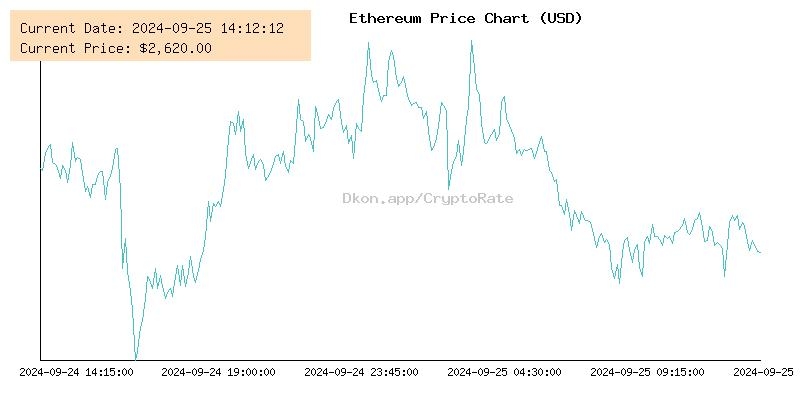 Ethereum Price Chart (USD)
Current Date: 2024-09-25 14:12:12
Current Price: $2,620.00
Dkon.app/CryptoRate
2024-09-24 14:15:00 2024-09-24 19:00:00 2024-09-24 23:45:00 2024-09-25 04:30:00 2024-09-25 09:15:00 2024-09-25